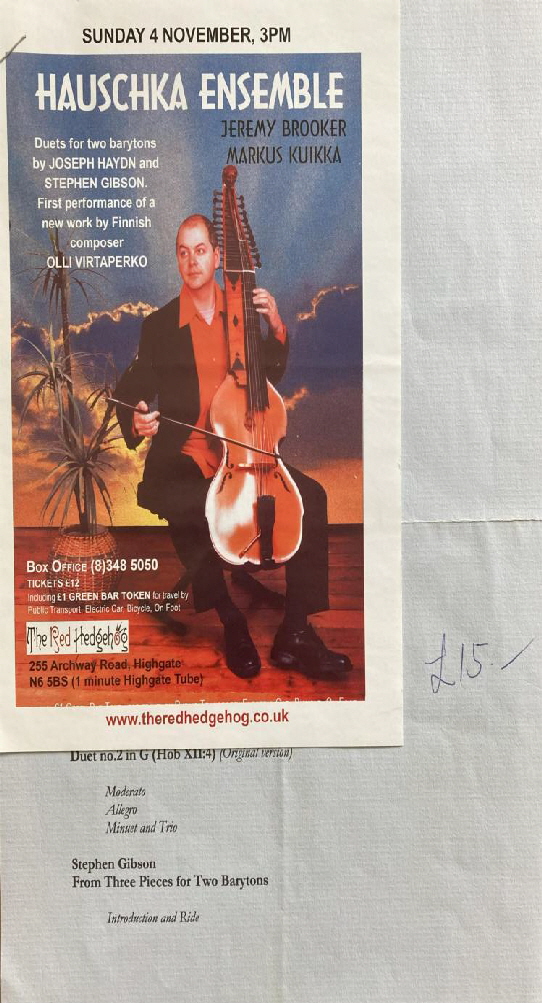 SUNDAY 4 NOVEMBER, 3PM
HAUSCHKA ENSEMBLE
JEREMY BROOKER
MARKUS KUIKKA
Duets for two barytons
by JOSEPH HAYDN and
STEPHEN GIBSON.
First performance of a
new work by Finnish
composer
OLLI VIRTAPERKO
BOX OFFICE (8)348 5050
TICKETS £12
including £1 GREEN BAR TOKEN for travel by
Public Transport, Electric Car, Bicycle, On Foot
The Red Hedgehog
255 Archway Road, Highgate
N6 5BS (1 minute Highgate Tube)
www.theredhedgehog.co.uk
£15-
Duet no.2 in G (Hob XII:4) (Original version)
Moderato
Allegro
Minuet and Trio
Stephen Gibson
From Three Pieces for Two Barytons
Introduction and Ride